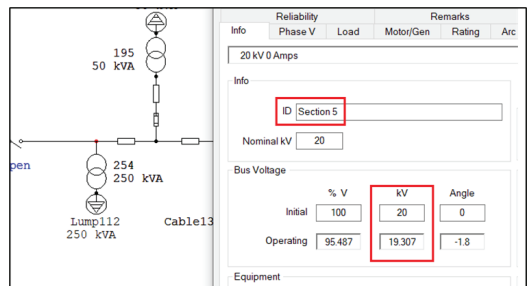 195
50 kVA
pen
254
250 kVA
Lump112
250 kVA
Cable13
Reliability
Remarks
Info
Phase V
Load
Motor/Gen
Rating
Arc
20 kV 0 Amps
Info
ID Section 5
Nominal kV 20
Bus Voltage
% V kV Angle
Initial 100 20 0
Operating 95.487 19.307 -1.8
Equipment